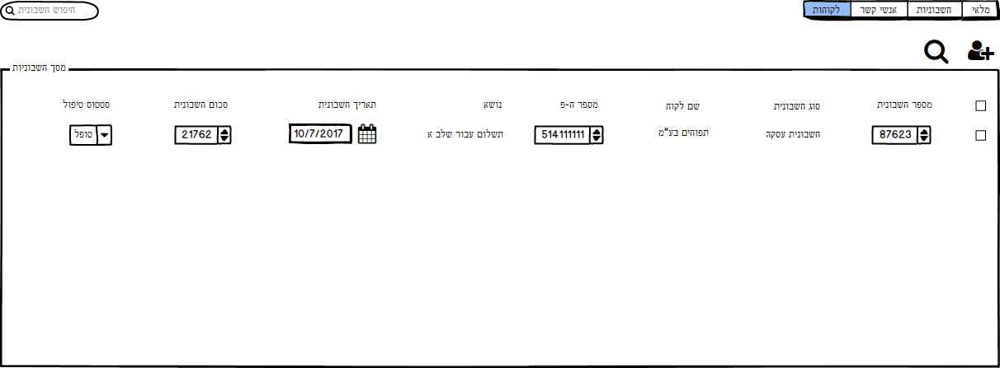 מלאי חשבוניות אנשי קשר לקוחות חיפוש חשבונית
מסך חשבוניות
מספר חשבונית סוג חשבונית שם לקוח מספר ח-פ נושא תאריך חשבונית סכום חשבונית סטטוס טיפול
87623 חשבונית עסקה תפוחים בע"מ 514111111 תשלום עבור שלב א 10/7/2017 21762 טופל